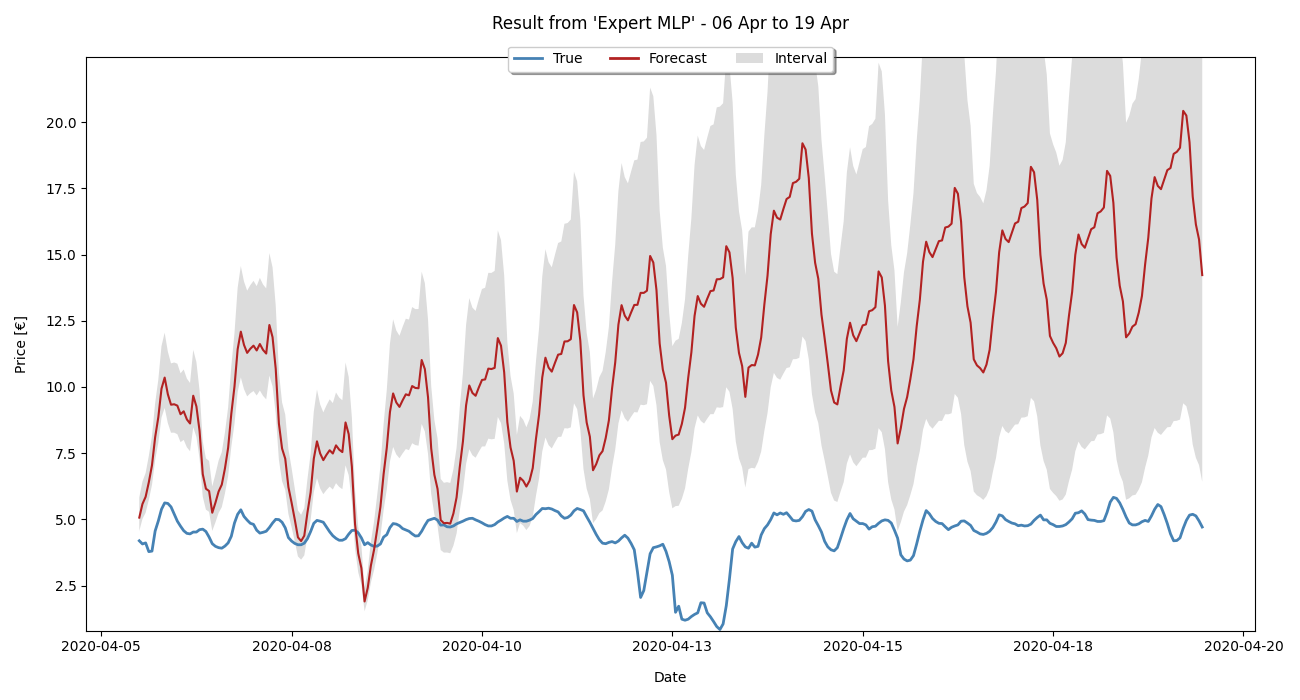 Result from 'Expert MLP' - 06 Apr to 19 Apr
True Forecast Interval
20.0
17.5
15.0
12.5
10.0
7.5
5.0
2.5
Price [€]
2020-04-05 2020-04-08 2020-04-10 2020-04-13 2020-04-15 2020-04-18 2020-04-20
Date